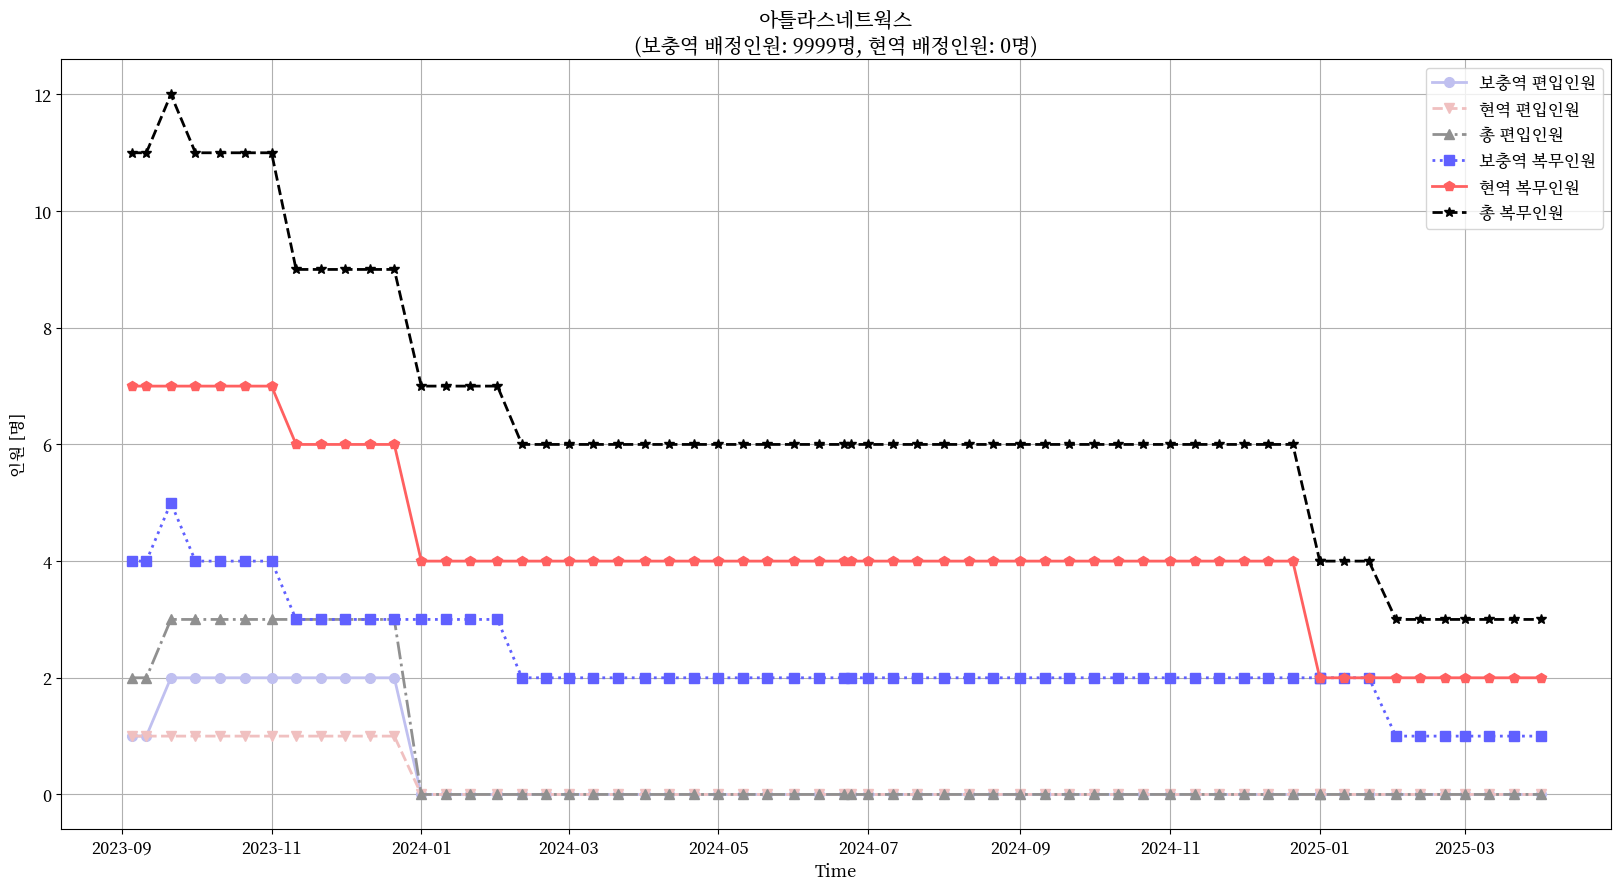 아틀라스네트웍스
(보충역 배정인원: 9999명, 현역 배정인원: 0명)
보충역 편입인원
현역 편입인원
총 편입인원
보충역 복무인원
현역 복무인원
총 복무인원
인원 [명]
12
10
8
6
4
2
0
2023-09
2023-11
2024-01
2024-03
2024-05
2024-07
2024-09
2024-11
2025-01
2025-03
Time